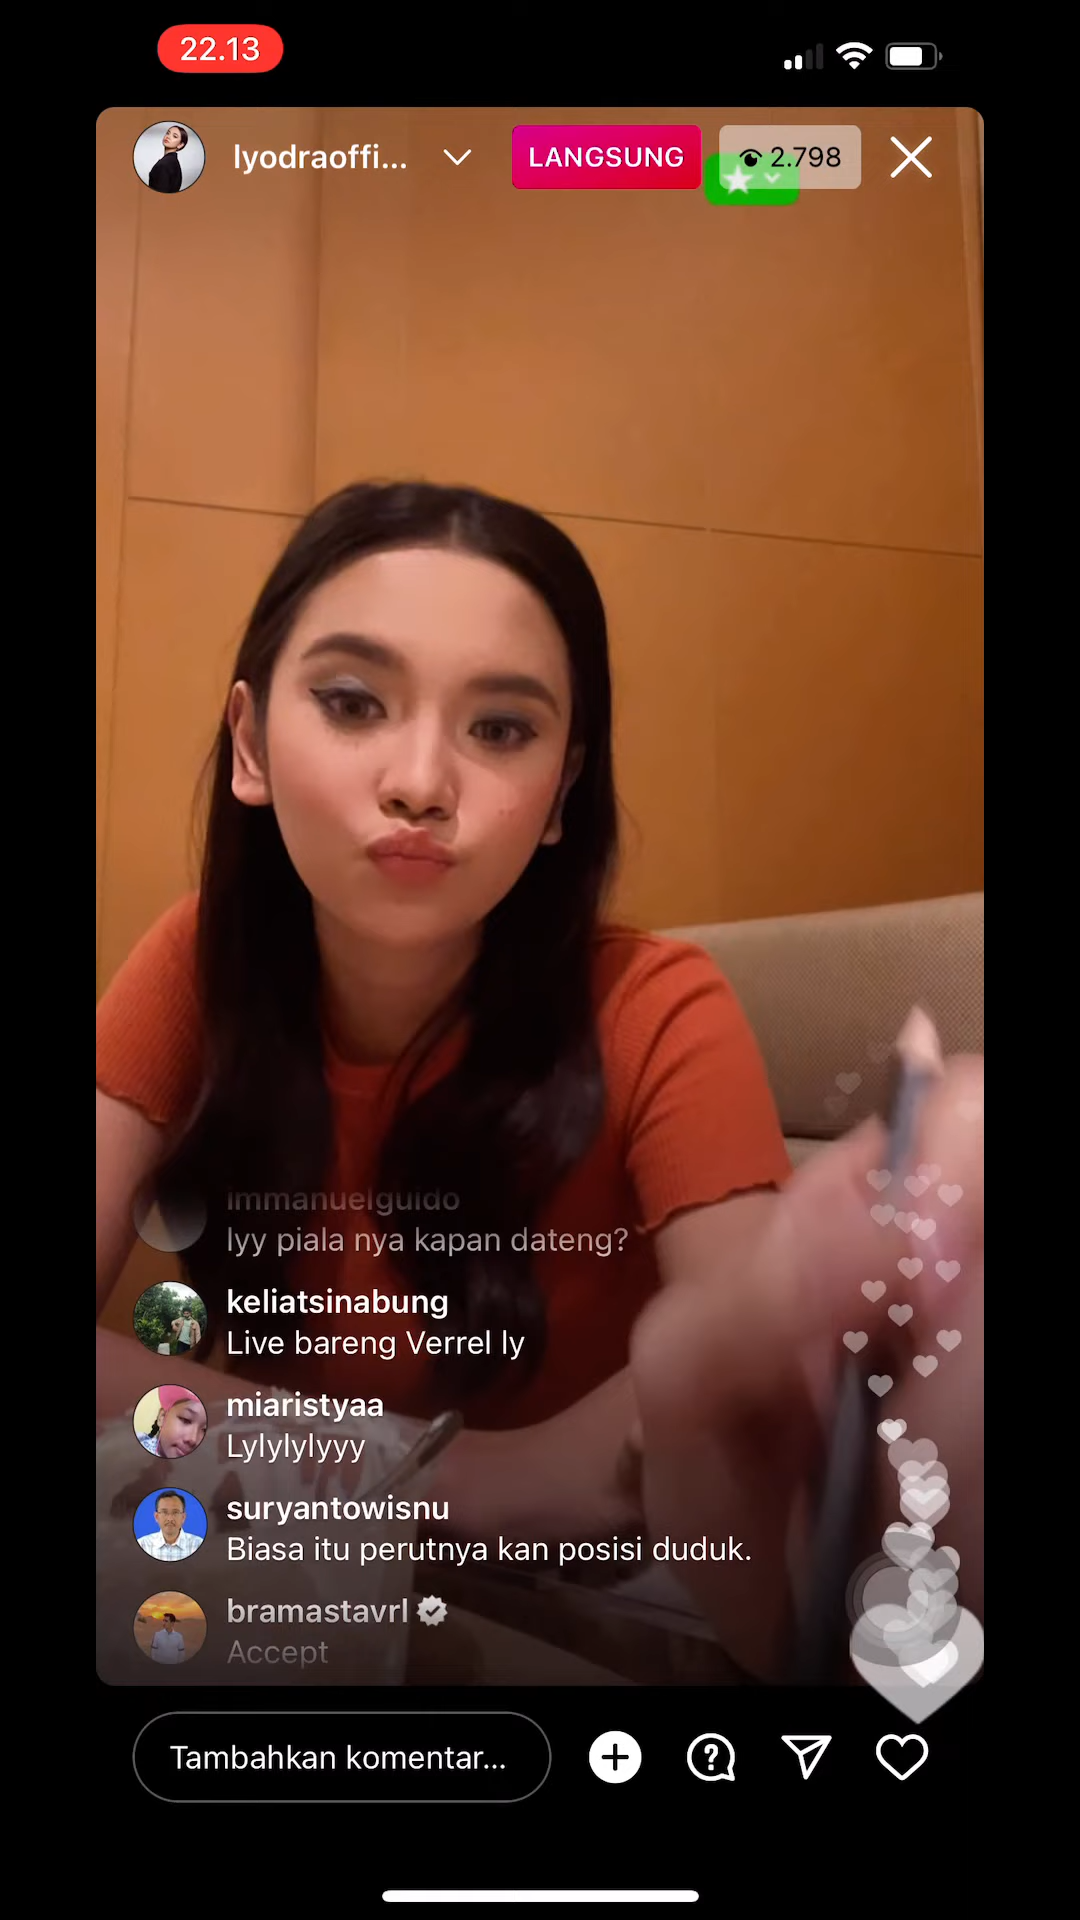 22.13
lyodraoffi...
LANGSUNG
2.798
immanuelguido
lyy piala nya kapan dateng?
keliatsinabung
Live bareng Verrel ly
miaristyaa
Lylylylyyy
suryantowisnu
Biasa itu perutnya kan posisi duduk.
bramastavrl
Accept
Tambahkan komentar...